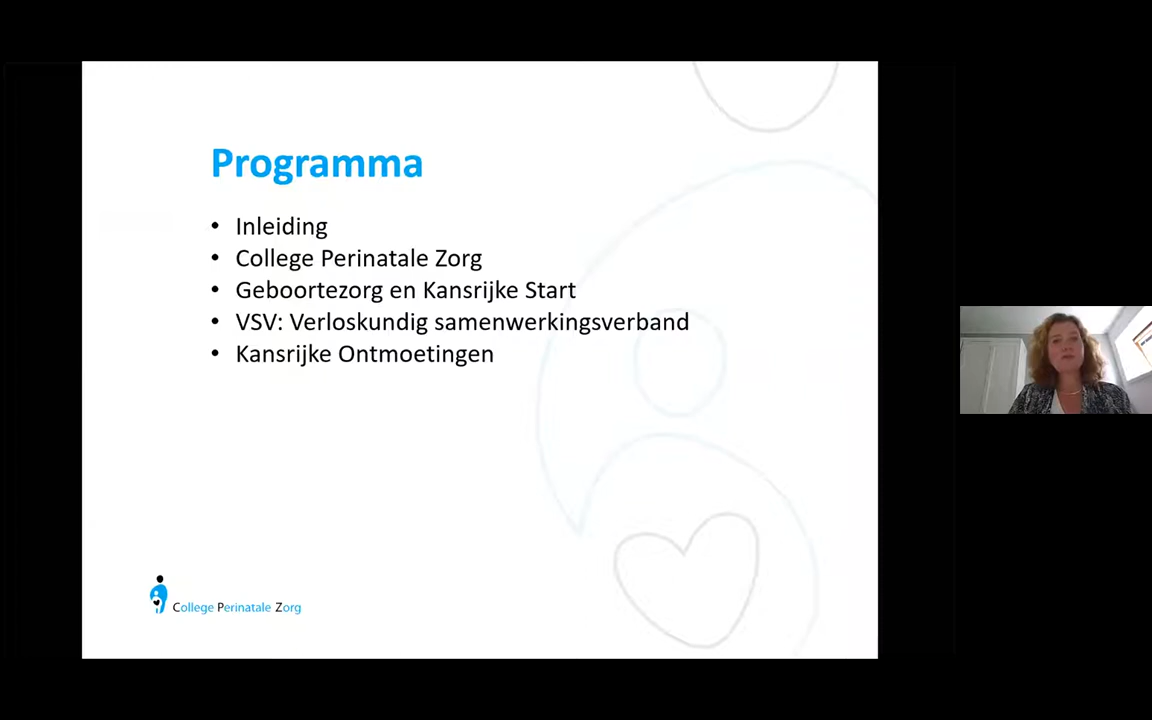 Programma
• Inleiding
• College Perinatale Zorg
• Geboortezorg en Kansrijke Start
• VSV: Verloskundig samenwerkingsverband
• Kansrijke Ontmoetingen
College Perinatale Zorg